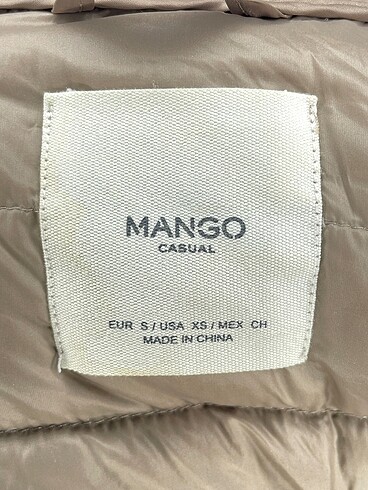 MANGO
CASUAL
EUR S / USA XS / MEX CH
MADE IN CHINA